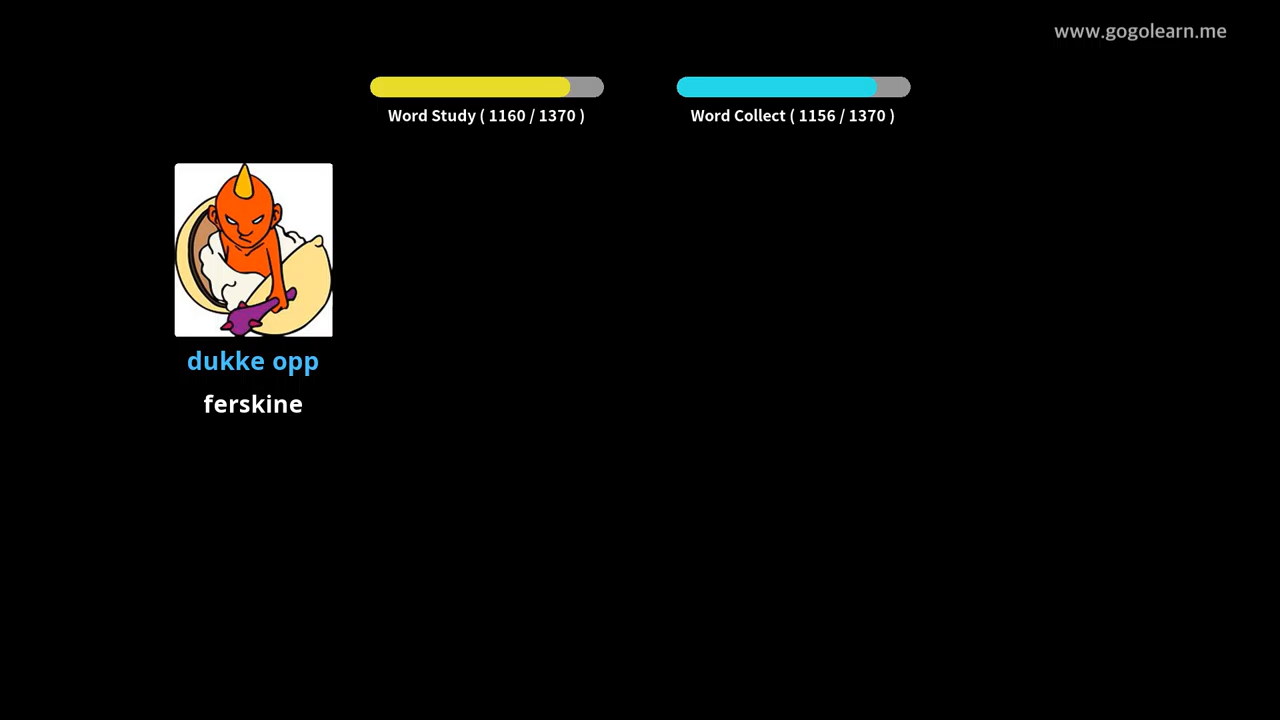 www.gogolearn.me
Word Study ( 1160 / 1370 )
Word Collect ( 1156 / 1370 )
dukke opp
ferskine